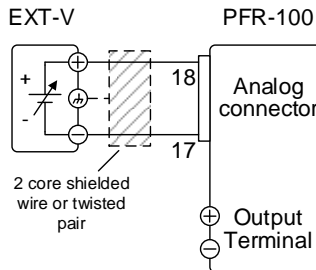 EXT-V
PFR-100
+
-
18
17
Analog
connector
2 core shielded
wire or twisted
pair
Output
Terminal